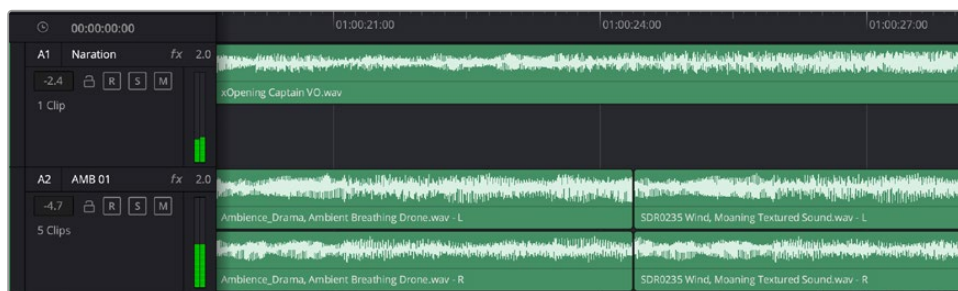 00:00:00:00 01:00:21:00 01:00:24:00 01:00:27:00
A1 Naration fx 2.0
-2.4 R S M
1 Clip
xOpening Captain VO.wav
A2 AMB 01 fx 2.0
-4.7 R S M
5 Clips
Ambience_Drama, Ambient Breathing Drone.wav - L
SDR0235 Wind, Moaning Textured Sound.wav - L
Ambience_Drama, Ambient Breathing Drone.wav - R
SDR0235 Wind, Moaning Textured Sound.wav - R